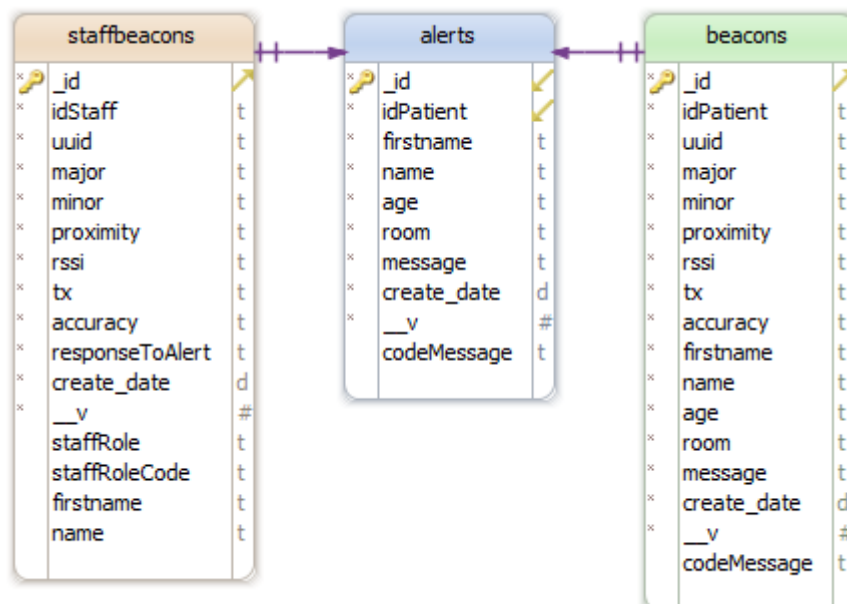 staffbeacons
_id
idStaff t
uuid t
major t
minor t
proximity t
rssi t
tx t
accuracy t
responseToAlert t
create_date d
__v #
staffRole t
staffRoleCode t
firstname t
name t
alerts
_id
idPatient
firstname t
name t
age t
room t
message t
create_date d
__v #
codeMessage t
beacons
_id
idPatient t
uuid t
major t
minor t
proximity t
rssi t
tx t
accuracy t
firstname t
name t
age t
room t
message t
create_date d
__v #
codeMessage t